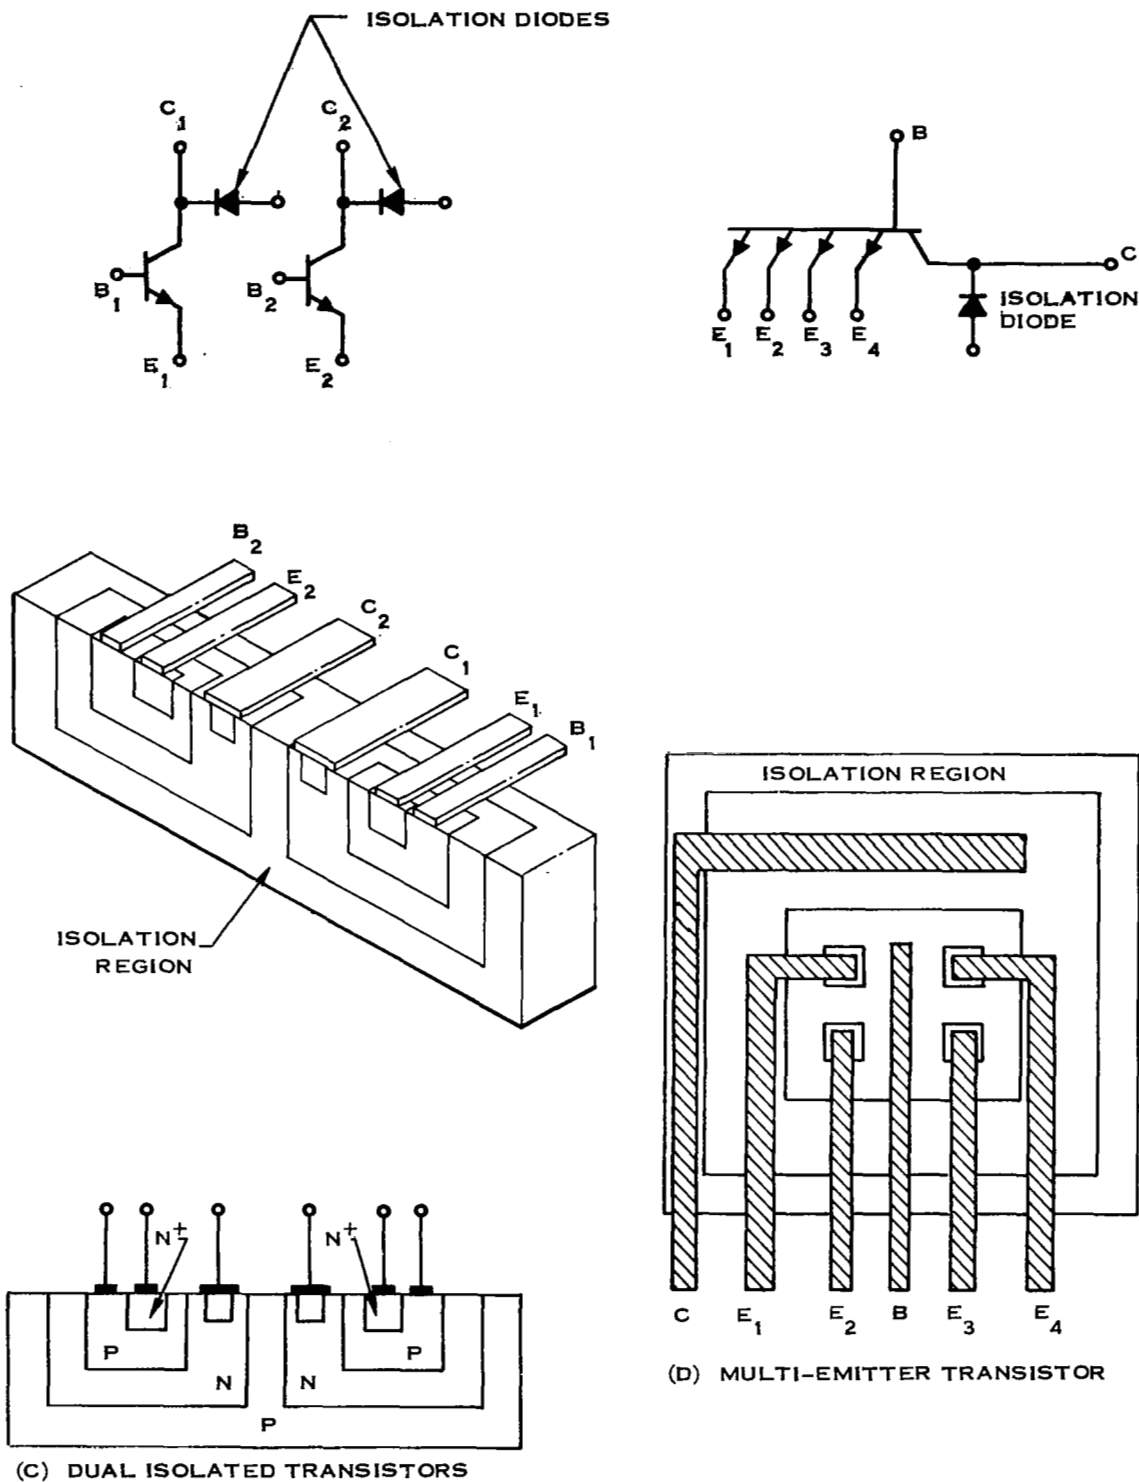 ISOLATION DIODES
C1
C2
B1
B2
E1
E2
B
C
ISOLATION
DIODE
E1 E2 E3 E4
B2
E2
C2
C1
E1
B1
ISOLATION
REGION
ISOLATION REGION
C E1 E2 B E3 E4
(D) MULTI-EMITTER TRANSISTOR
N+ N+
P P
N N
P
(C) DUAL ISOLATED TRANSISTORS